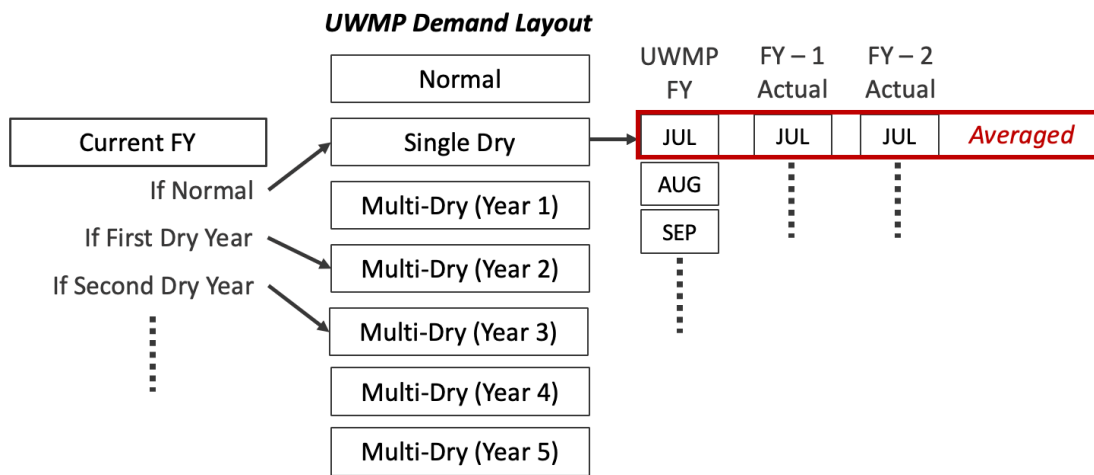 UWMP Demand Layout
Normal
Single Dry
Multi-Dry (Year 1)
Multi-Dry (Year 2)
Multi-Dry (Year 3)
Multi-Dry (Year 4)
Multi-Dry (Year 5)
Current FY
If Normal
If First Dry Year
If Second Dry Year
UWMP
FY
FY – 1
Actual
FY – 2
Actual
JUL
JUL
JUL
Averaged
AUG
SEP